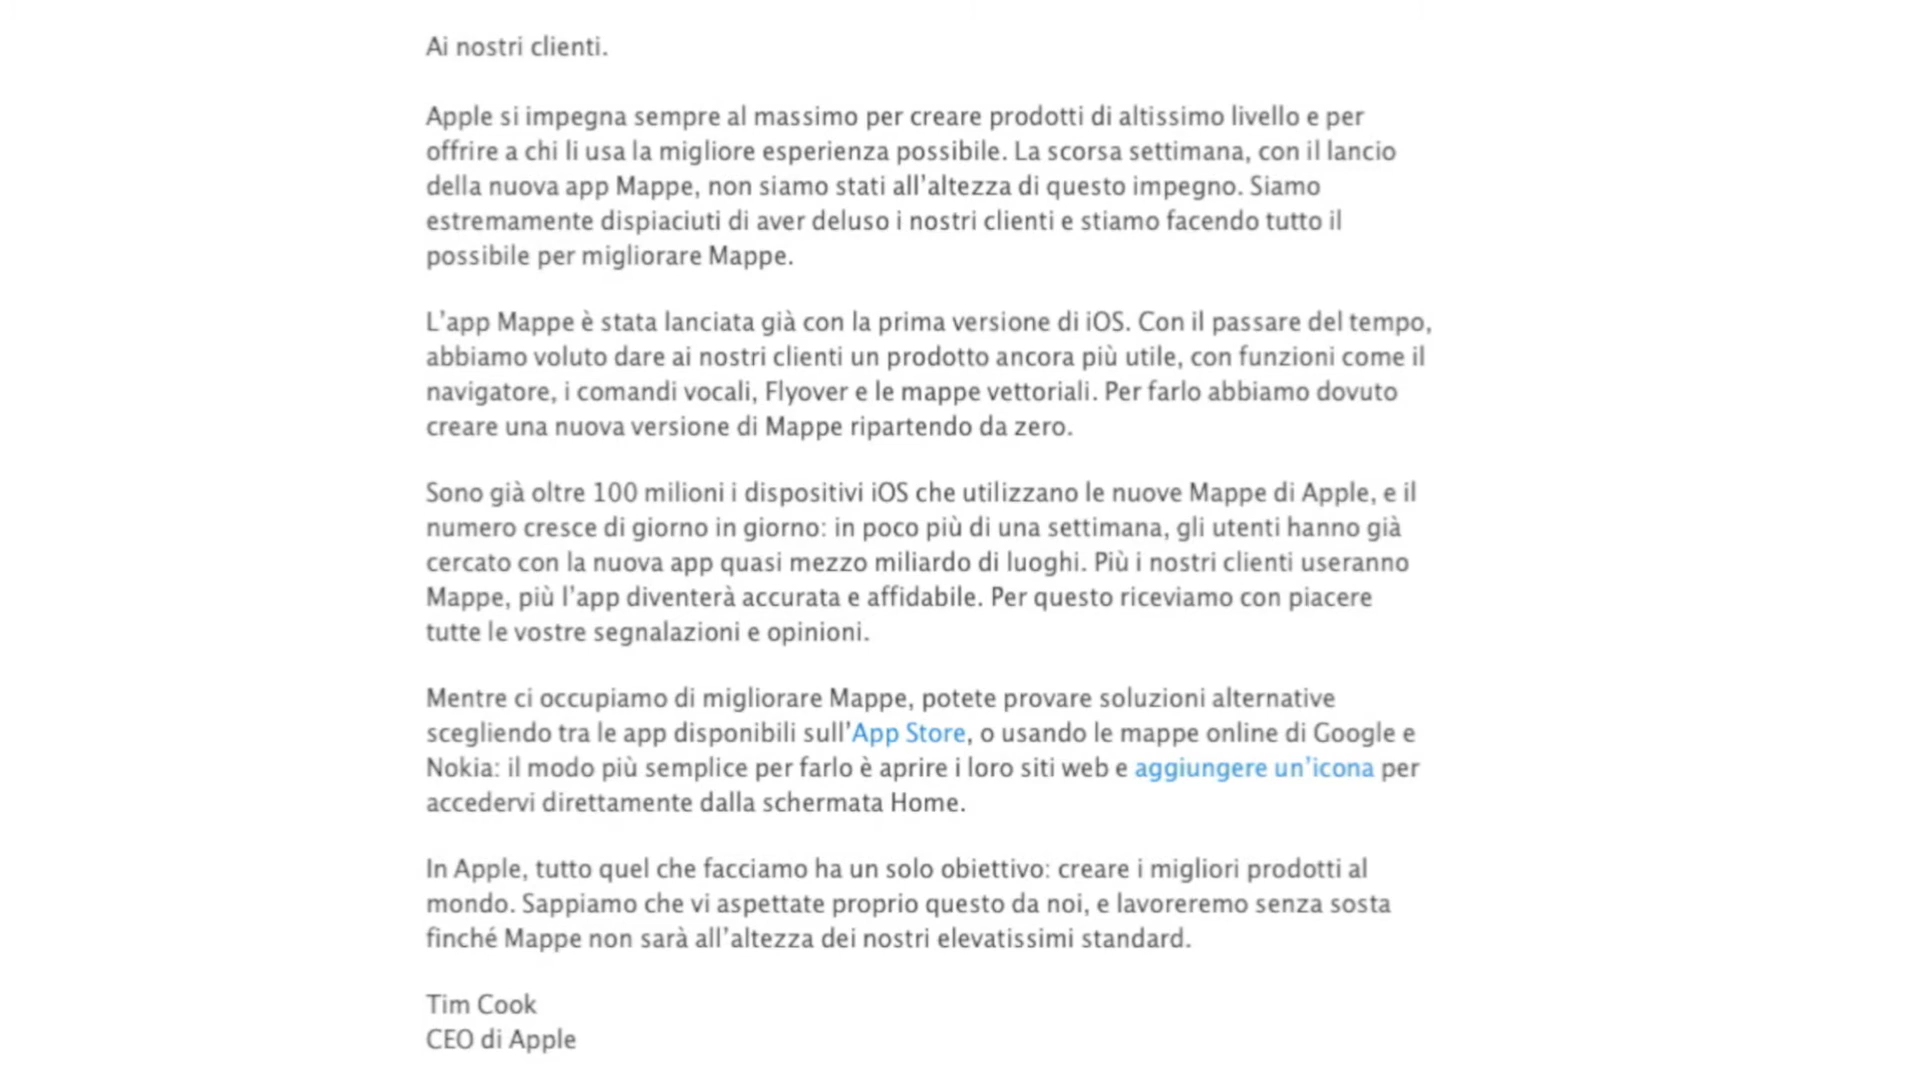 Ai nostri clienti.
Apple si impegna sempre al massimo per creare prodotti di altissimo livello e per
offrire a chi li usa la migliore esperienza possibile. La scorsa settimana, con il lancio
della nuova app Mappe, non siamo stati all’altezza di questo impegno. Siamo
estremamente dispiaciuti di aver deluso i nostri clienti e stiamo facendo tutto il
possibile per migliorare Mappe.
L’app Mappe è stata lanciata già con la prima versione di iOS. Con il passare del tempo,
abbiamo voluto dare ai nostri clienti un prodotto ancora più utile, con funzioni come il
navigatore, i comandi vocali, Flyover e le mappe vettoriali. Per farlo abbiamo dovuto
creare una nuova versione di Mappe ripartendo da zero.
Sono già oltre 100 milioni i dispositivi iOS che utilizzano le nuove Mappe di Apple, e il
numero cresce di giorno in giorno: in poco più di una settimana, gli utenti hanno già
cercato con la nuova app quasi mezzo miliardo di luoghi. Più i nostri clienti useranno
Mappe, più l’app diventerà accurata e affidabile. Per questo riceviamo con piacere
tutte le vostre segnalazioni e opinioni.
Mentre ci occupiamo di migliorare Mappe, potete provare soluzioni alternative
scegliendo tra le app disponibili sull’App Store, o usando le mappe online di Google e
Nokia: il modo più semplice per farlo è aprire i loro siti web e aggiungere un’icona per
accedervi direttamente dalla schermata Home.
In Apple, tutto quel che facciamo ha un solo obiettivo: creare i migliori prodotti al
mondo. Sappiamo che vi aspettate proprio questo da noi, e lavoreremo senza sosta
finché Mappe non sarà all’altezza dei nostri elevatissimi standard.
Tim Cook
CEO di Apple